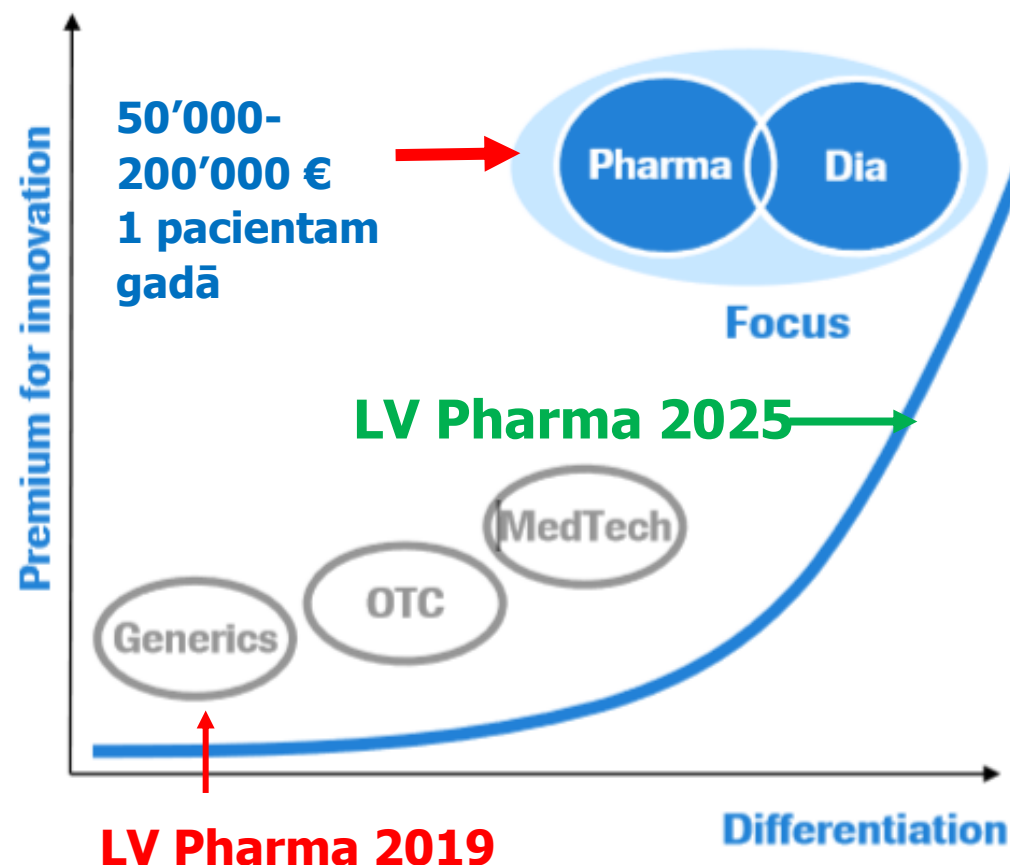 Premium for innovation
50’000-
200’000 €
1 pacientam
gadā
Pharma
Dia
Focus
LV Pharma 2025
MedTech
OTC
Generics
LV Pharma 2019
Differentiation